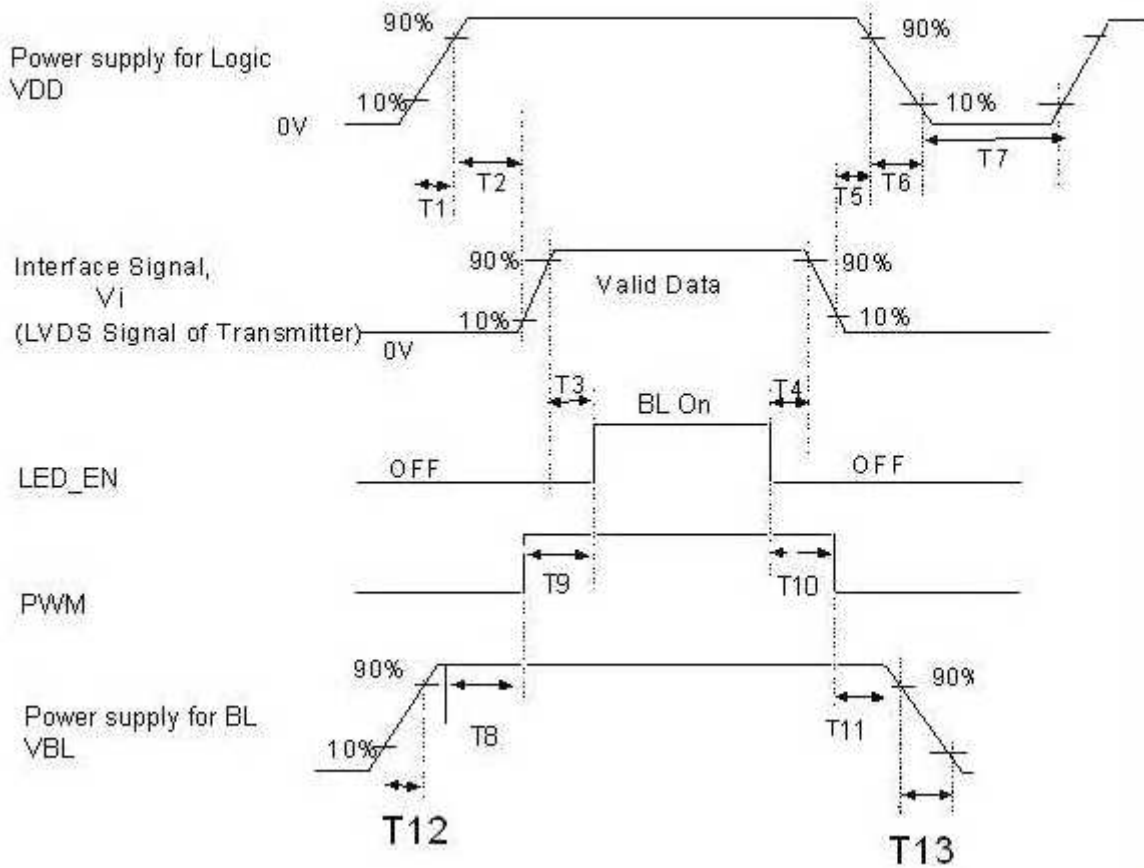 90%
90%
Power supply for Logic
VDD
10%
10%
0V
T2
T1
T5
T6
T7
Interface Signal,
Vi
(LVDS Signal of Transmitter)
90%
Valid Data
90%
10%
10%
0V
T3
T4
BL On
LED_EN
OFF
OFF
T9
T10
PWM
90%
90%
Power supply for BL
VBL
T8
T11
10%
T12
T13